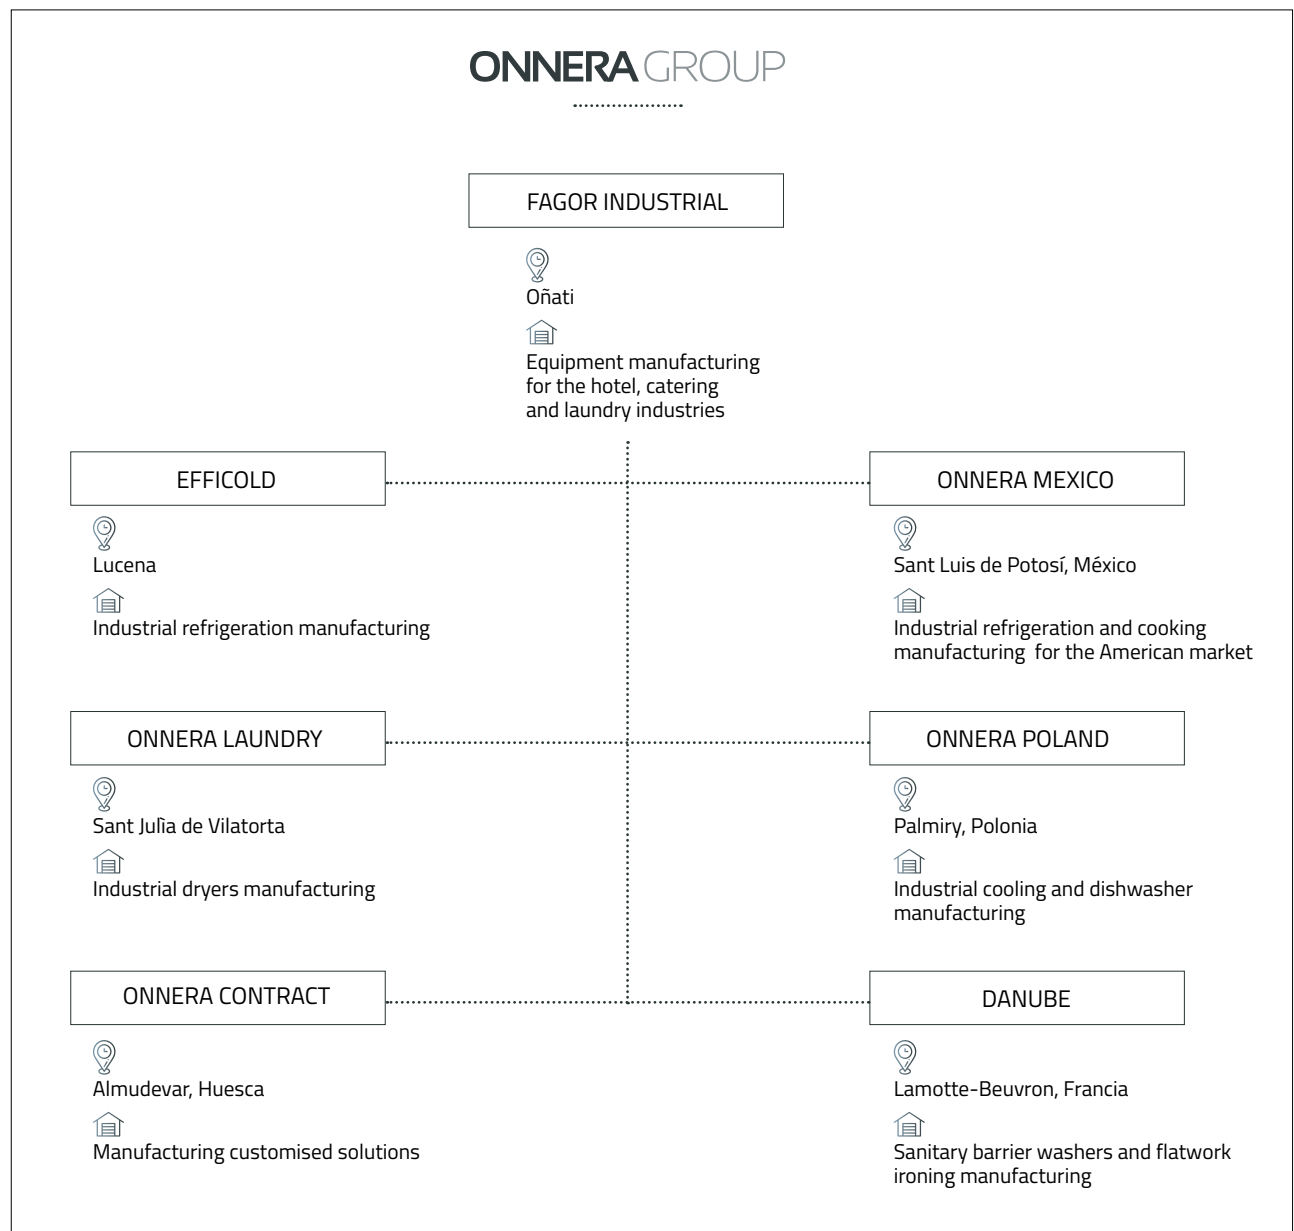 ONNERA GROUP
FAGOR INDUSTRIAL
Oñati
Equipment manufacturing
for the hotel, catering
and laundry industries
EFFICOLD
Lucena
Industrial refrigeration manufacturing
ONNERA MEXICO
Sant Luis de Potosí, México
Industrial refrigeration and cooking
manufacturing for the American market
ONNERA LAUNDRY
Sant Julìa de Vilatorta
Industrial dryers manufacturing
ONNERA POLAND
Palmiry, Polonia
Industrial cooling and dishwasher
manufacturing
ONNERA CONTRACT
Almudevar, Huesca
Manufacturing customised solutions
DANUBE
Lamotte-Beuvron, Francia
Sanitary barrier washers and flatwork
ironing manufacturing